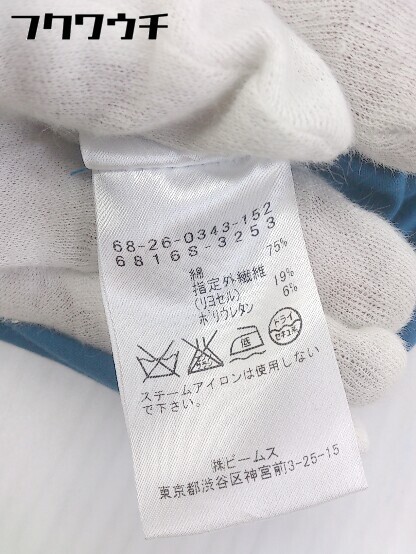 フクワウチ
68-26-0343-152
6816S-3253
綿 75%
指定外繊維
(リヨセル) 19%
ポリウレタン 6%
低
ドライ
セキユ系
スチームアイロンは使用しない
で下さい。
㈱ビームス
東京都渋谷区神宮前3-25-15